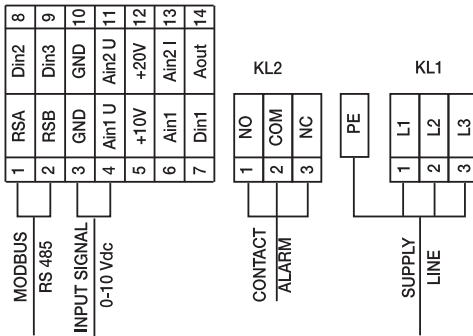 8 9 10 11 12 13 14
Din2 Din3 GND Ain2 U +20V Ain2 I Aout
RSA RSB GND Ain1 U +10V Ain1 Din1
1 2 3 4 5 6 7
MODBUS
RS 485
INPUT SIGNAL
0-10 Vdc
KL2
NO COM NC
1 2 3
CONTACT
ALARM
PE
KL1
L1 L2 L3
1 2 3
SUPPLY
LINE